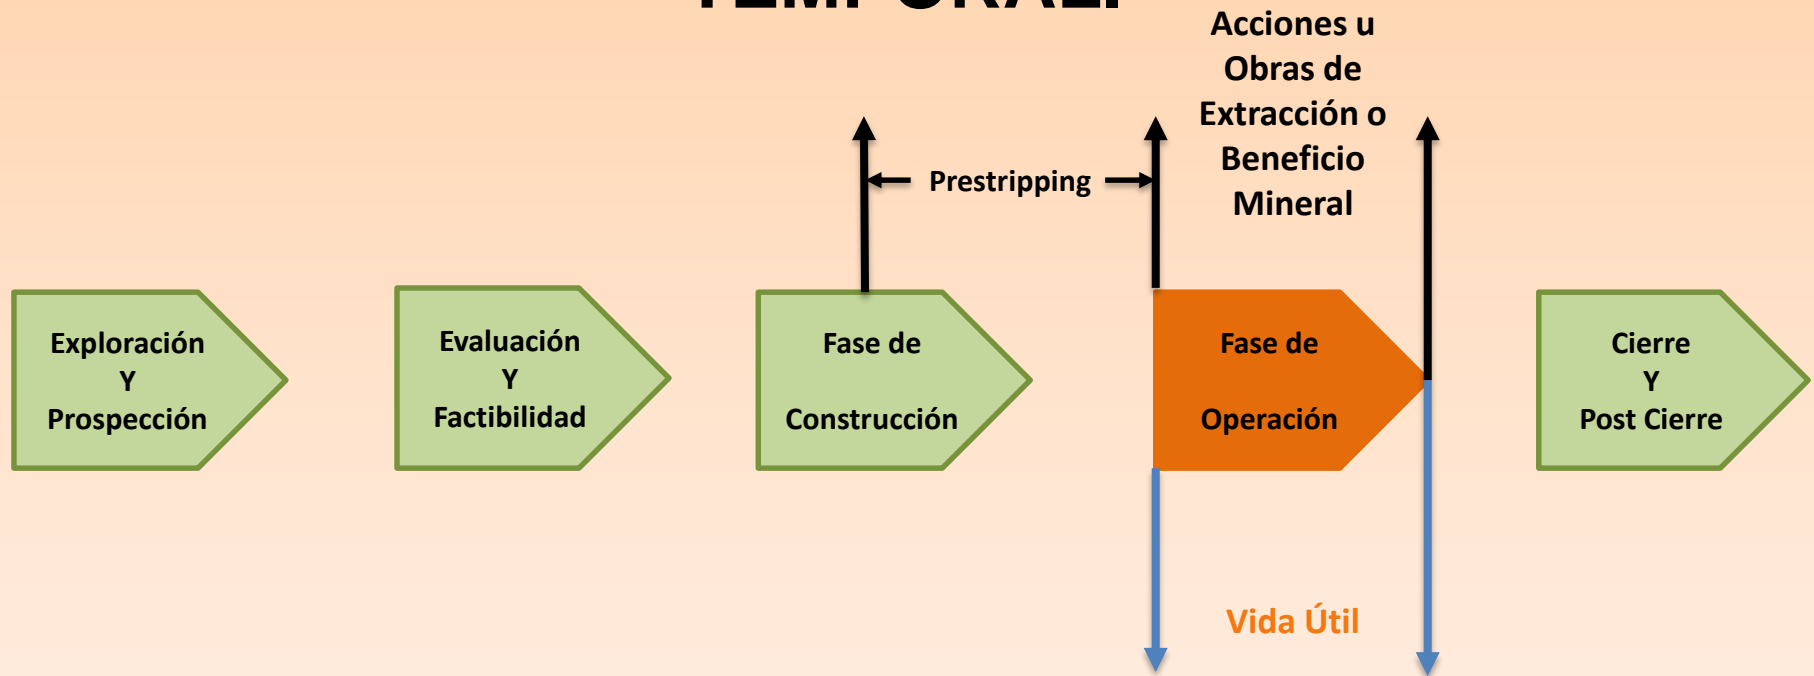 Acciones u
Obras de
Extracción o
Beneficio
Mineral
Prestripping
Exploración
Y
Prospección
Evaluación
Y
Factibilidad
Fase de
Construcción
Fase de
Operación
Cierre
Y
Post Cierre
Vida Útil